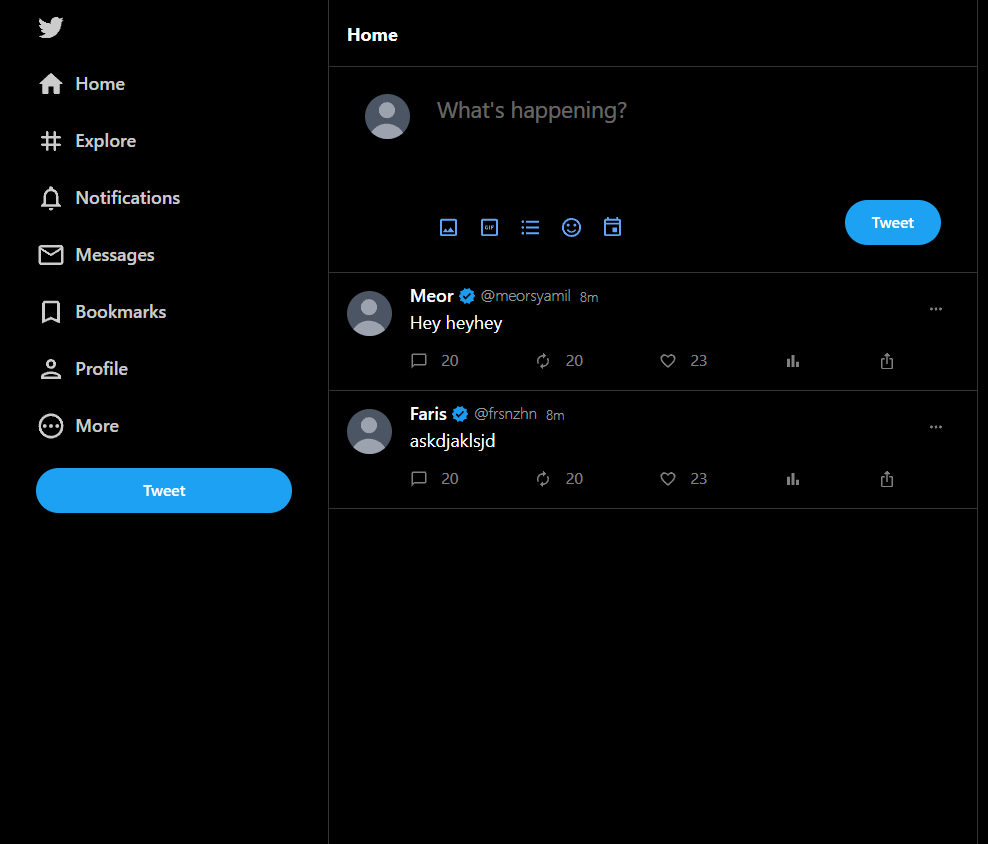 Home
Explore
Notifications
Messages
Bookmarks
Profile
More
Tweet
Home
What's happening?
GIF
Tweet
Meor @meorsyamil 8m
Hey heyhey
20 20 23
Faris @frsnzhn 8m
askdjaklsjd
20 20 23